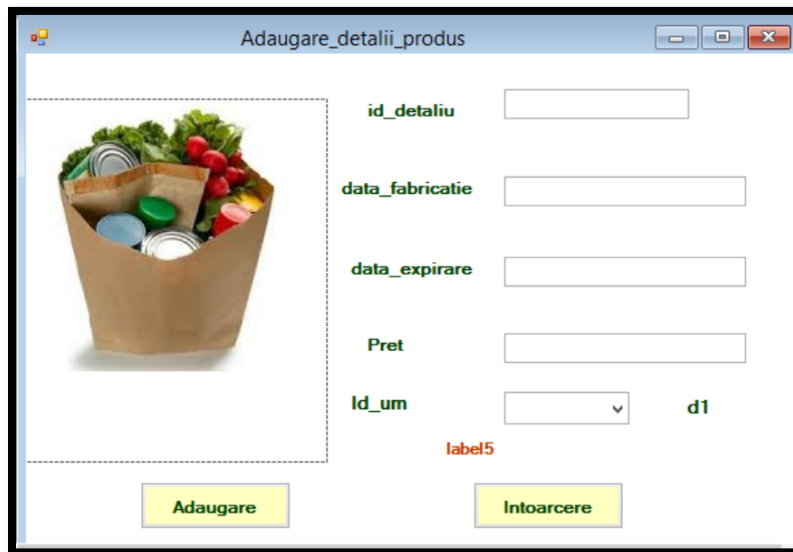 Adaugare_detalii_produs
id_detaliu
data_fabricatie
data_expirare
Pret
Id_um
d1
label5
Adaugare
Intoarcere